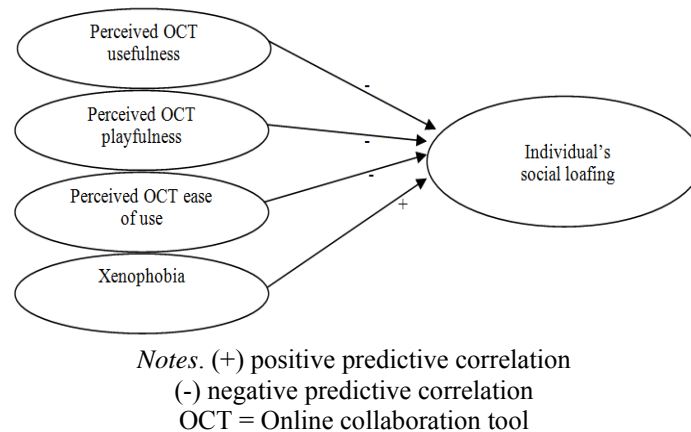 Perceived OCT
usefulness
-
Perceived OCT
playfulness
-
Individual's
social loafing
Perceived OCT ease
of use
-
+
Xenophobia
Notes. (+) positive predictive correlation
(-) negative predictive correlation
OCT = Online collaboration tool